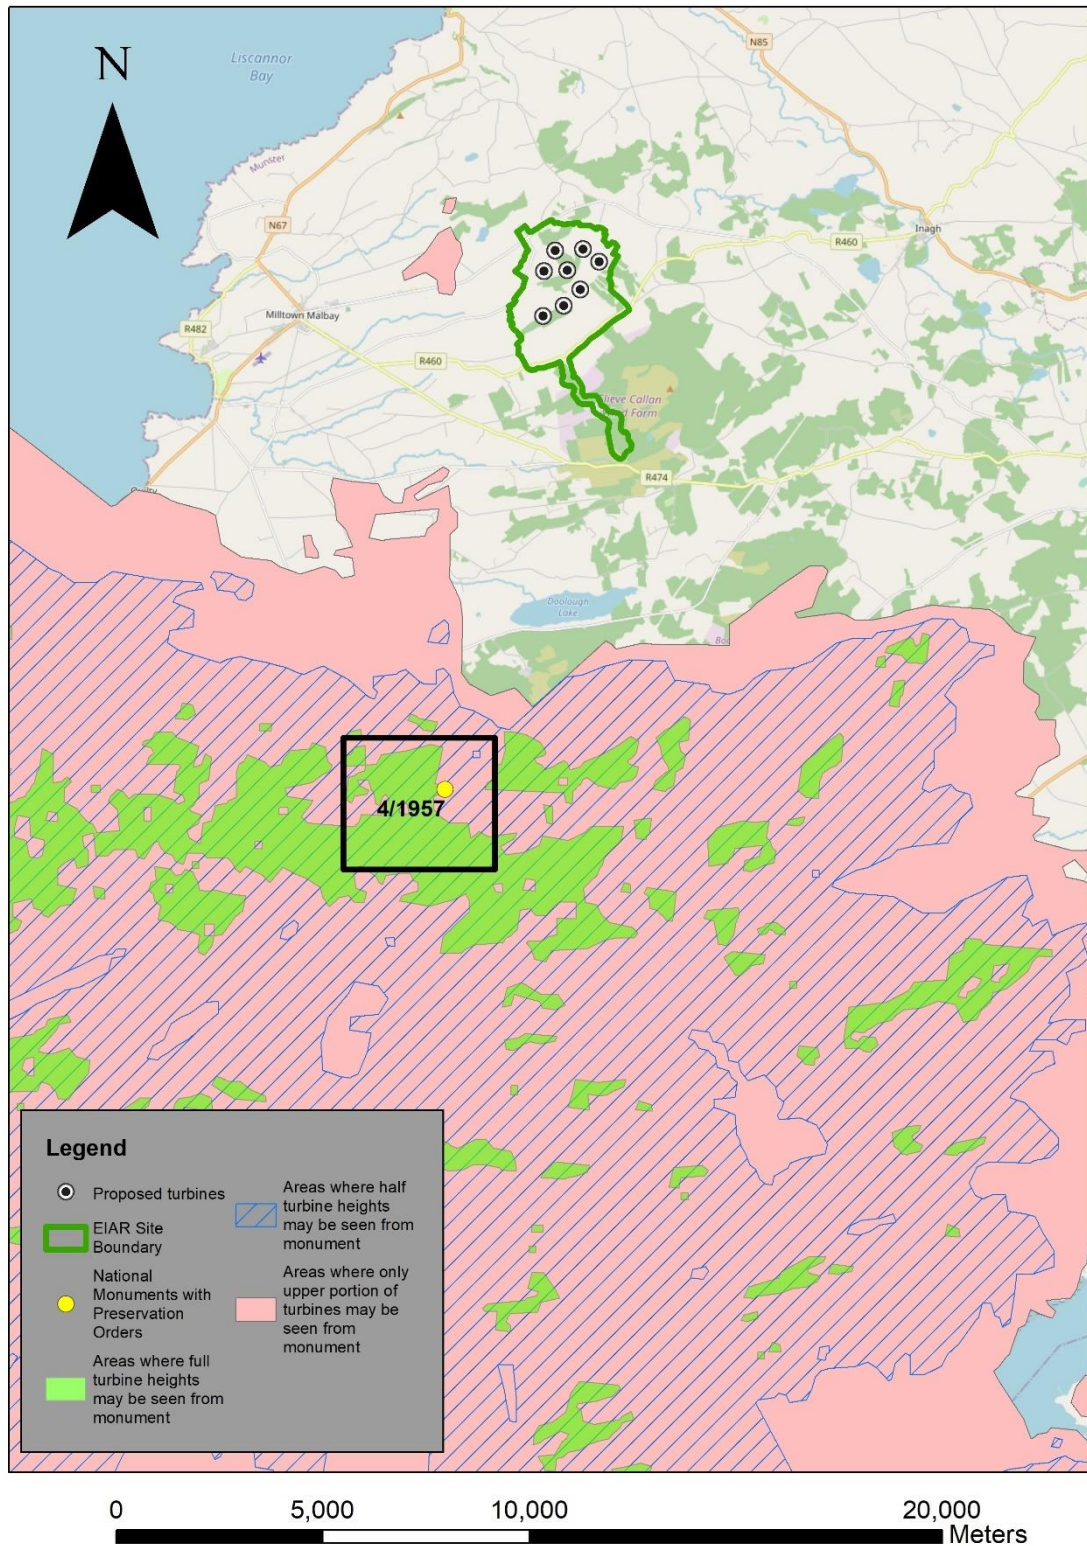 N
Liscannor
Bay
N85
Munster
N67
Inagh
R460
Milltown Malbay
R482
R460
Slieve Callan
Wind Farm
R474
Quilty
Doolough
Lake
4/1957
Legend
Proposed turbines
EIAR Site
Boundary
National
Monuments with
Preservation
Orders
Areas where full
turbine heights
may be seen from
monument
Areas where half
turbine heights
may be seen from
monument
Areas where only
upper portion of
turbines may be
seen from
monument
0 5,000 10,000 20,000
Meters